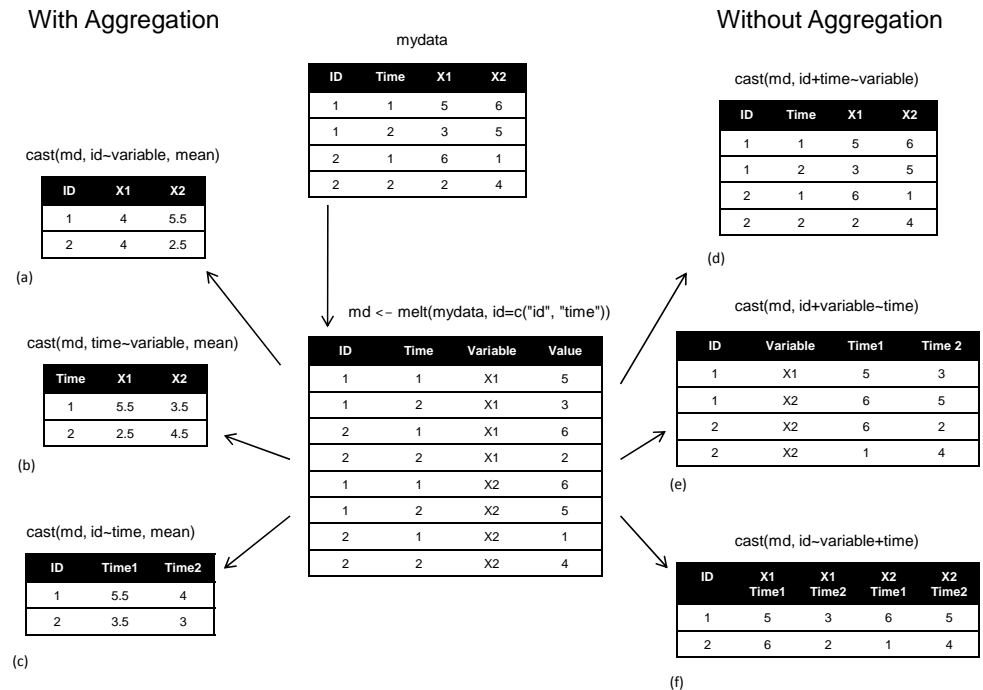 With Aggregation
Without Aggregation
mydata
ID Time X1 X2
1 1 5 6
1 2 3 5
2 1 6 1
2 2 2 4
cast(md, id~variable, mean)
ID X1 X2
1 4 5.5
2 4 2.5
(a)
cast(md, time~variable, mean)
Time X1 X2
1 5.5 3.5
2 2.5 4.5
(b)
cast(md, id~time, mean)
ID Time1 Time2
1 5.5 4
2 3.5 3
(c)
md <- melt(mydata, id=c("id", "time"))
ID Time Variable Value
1 1 X1 5
1 2 X1 3
2 1 X1 6
2 2 X1 2
1 1 X2 6
1 2 X2 5
2 1 X2 1
2 2 X2 4
cast(md, id+time~variable)
ID Time X1 X2
1 1 5 6
1 2 3 5
2 1 6 1
2 2 2 4
(d)
cast(md, id+variable~time)
ID Variable Time1 Time 2
1 X1 5 3
1 X2 6 5
2 X2 6 2
2 X2 1 4
(e)
cast(md, id~variable+time)
ID X1 X1 X2 X2
Time1 Time2 Time1 Time2
1 5 3 6 5
2 6 2 1 4
(f)